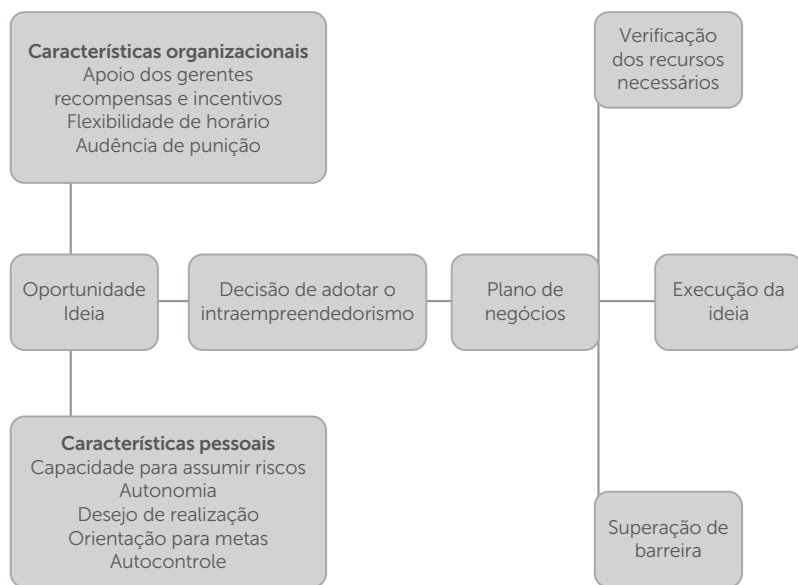 Características organizacionais
Apoio dos gerentes
recompensas e incentivos
Flexibilidade de horário
Audência de punição
Verificação
dos recursos
necessários
Oportunidade
Ideia
Decisão de adotar o
intraempreendedorismo
Plano de
negócios
Execução da
ideia
Características pessoais
Capacidade para assumir riscos
Autonomia
Desejo de realização
Orientação para metas
Autocontrole
Superação de
barreira